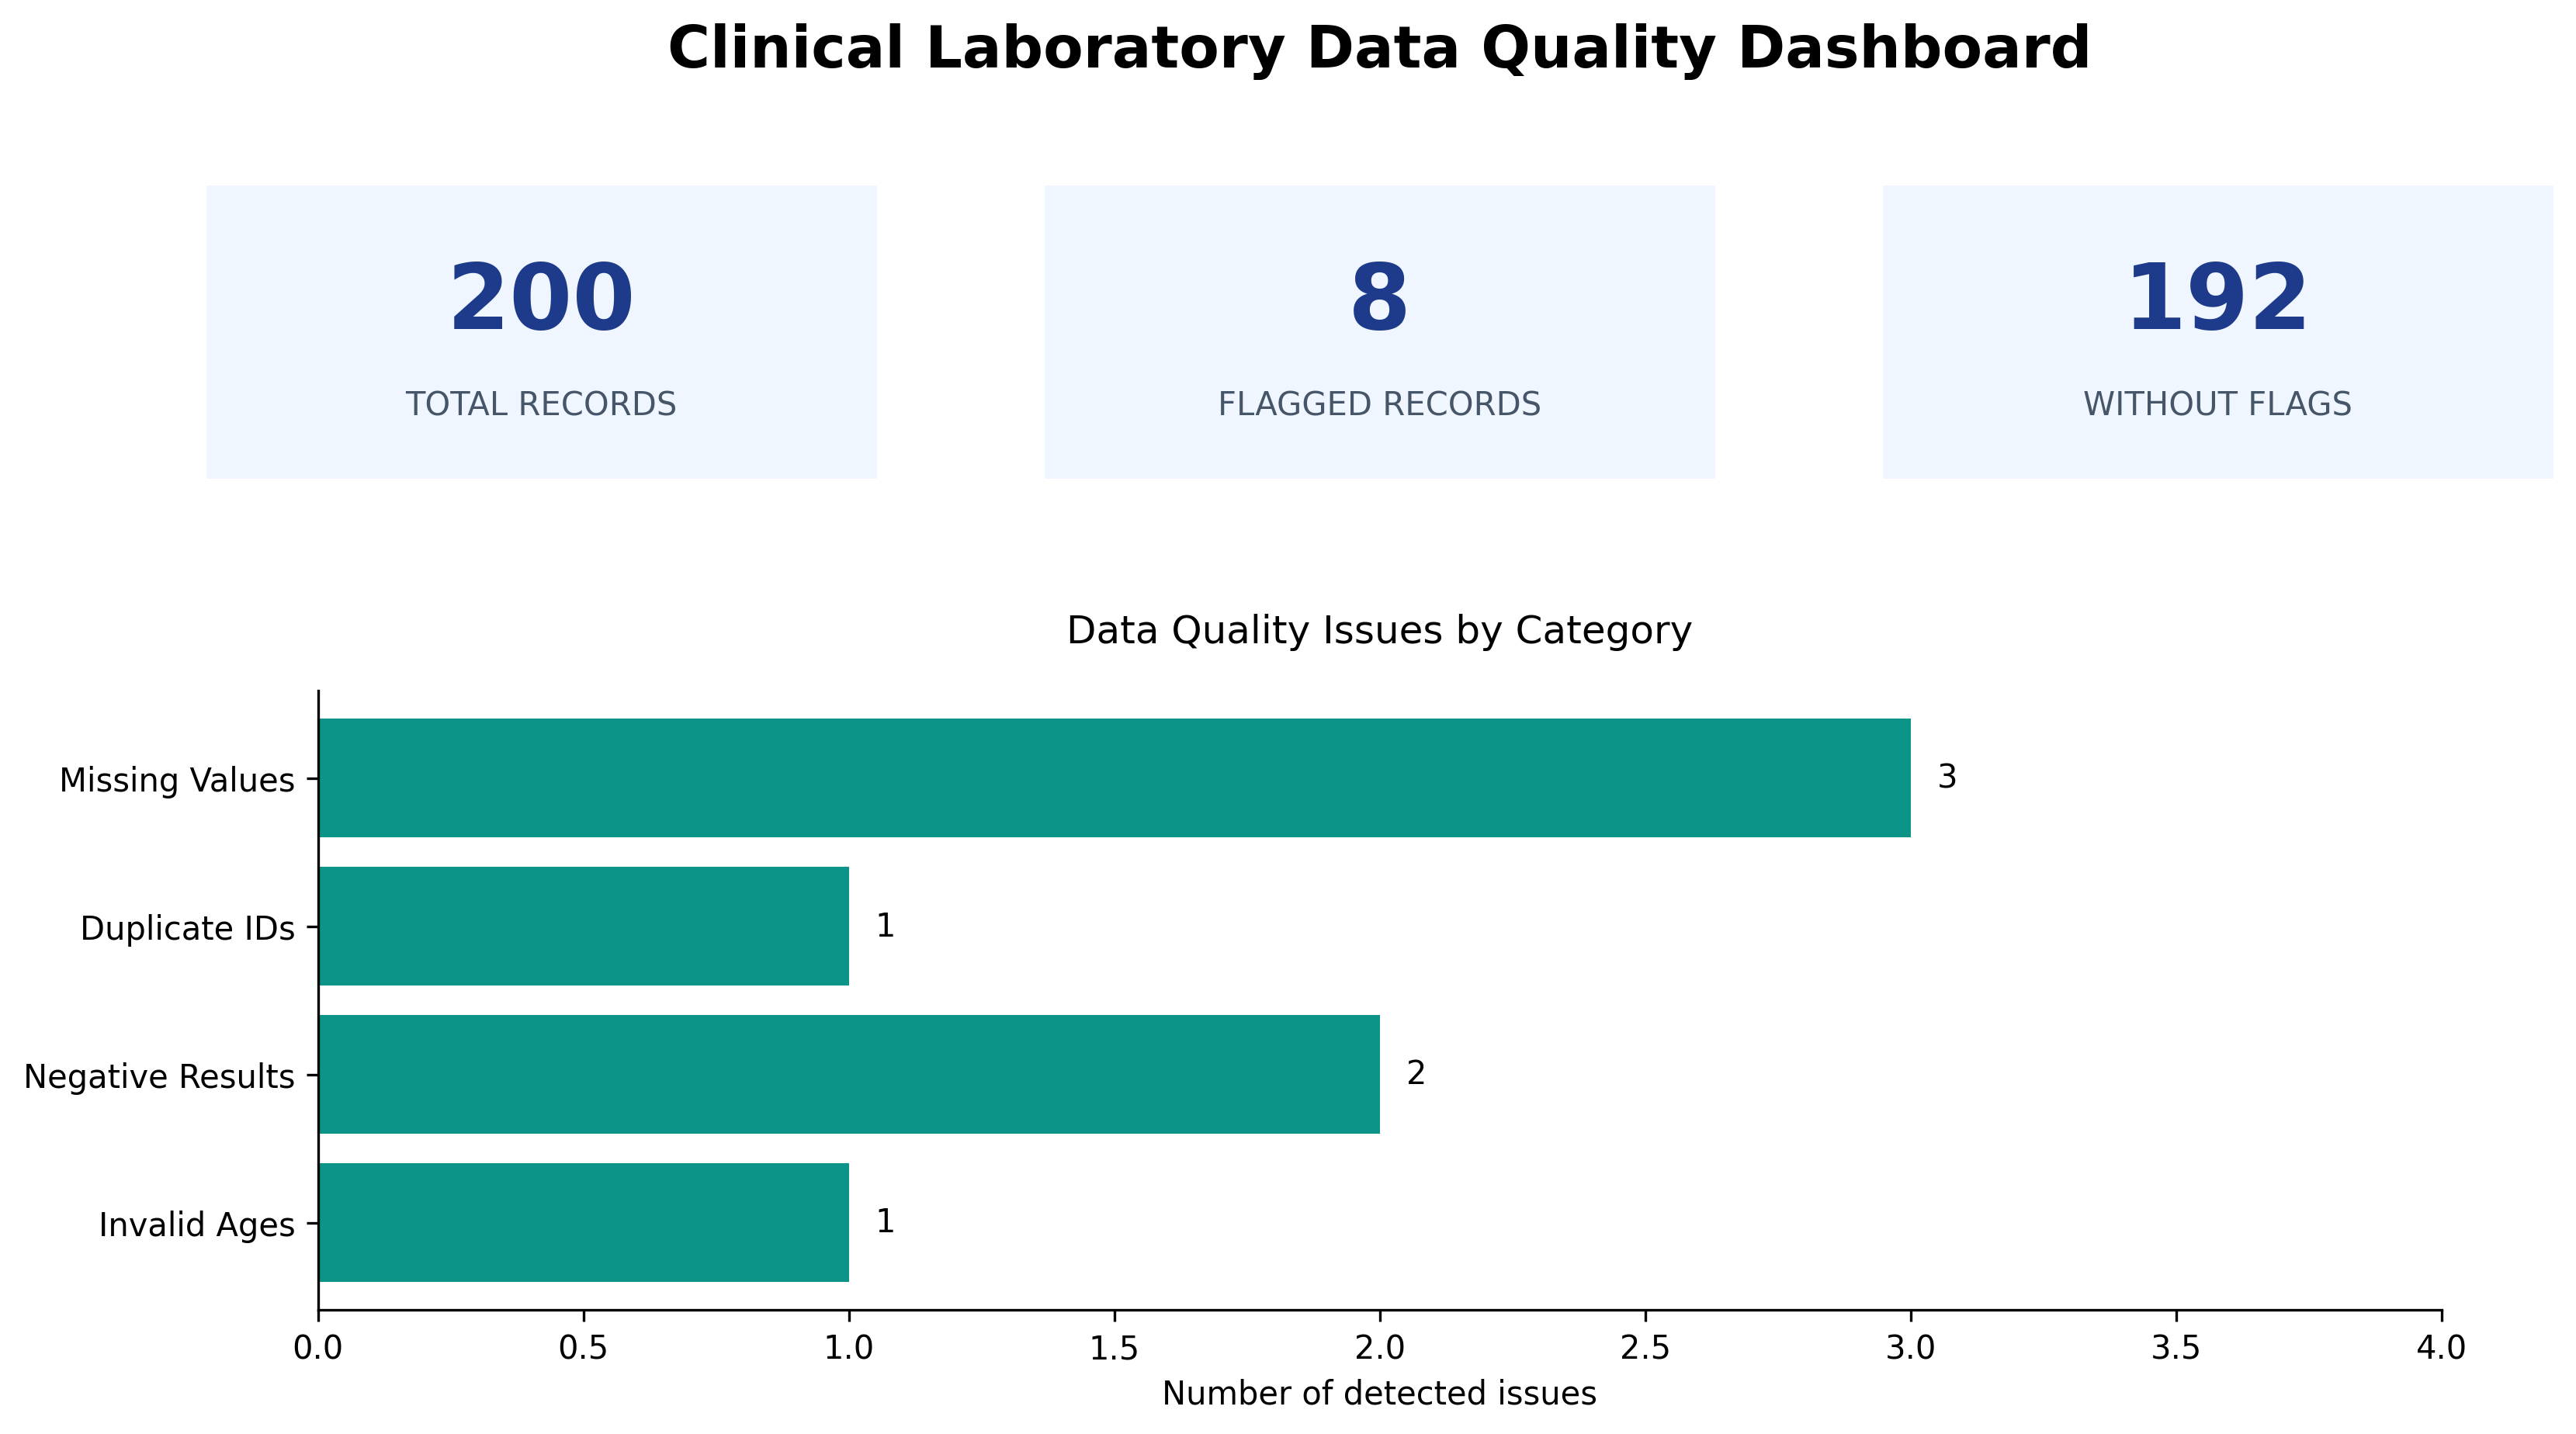 Clinical Laboratory Data Quality Dashboard
200
TOTAL RECORDS
8
FLAGGED RECORDS
192
WITHOUT FLAGS
Data Quality Issues by Category
Missing Values 3
Duplicate IDs 1
Negative Results 2
Invalid Ages 1
0.0 0.5 1.0 1.5 2.0 2.5 3.0 3.5 4.0
Number of detected issues